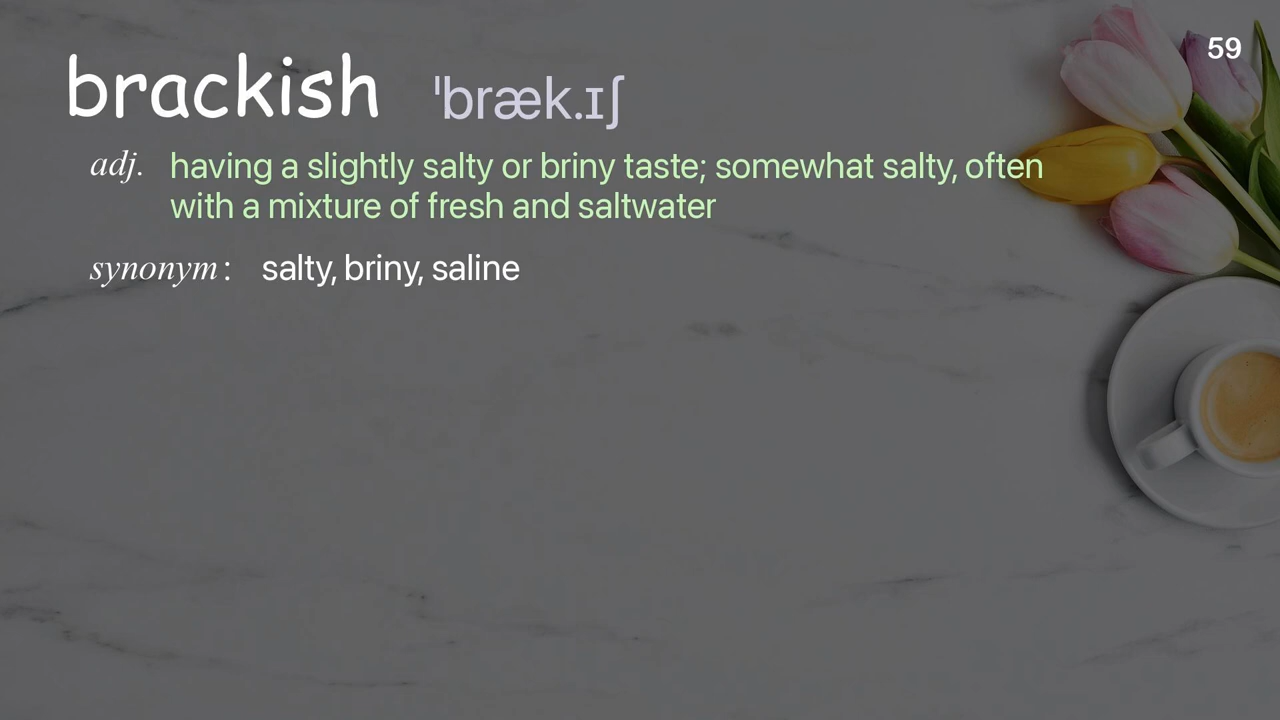 59
brackish ˈbræk.ɪʃ
adj. having a slightly salty or briny taste; somewhat salty, often
with a mixture of fresh and saltwater
synonym: salty, briny, saline